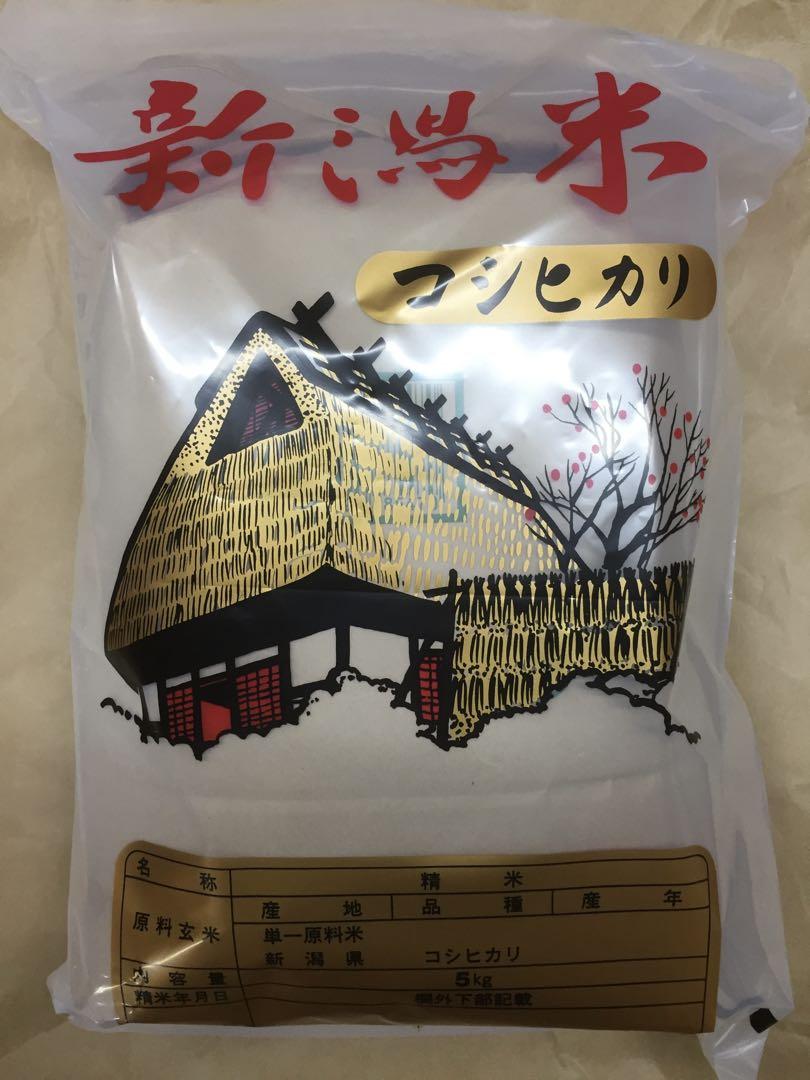 新潟米
コシヒカリ
名称 精米
原料玄米 産地 品種 産年
単一原料米
新潟県 コシヒカリ
内容量 5kg
精米年月日 欄外下部記載